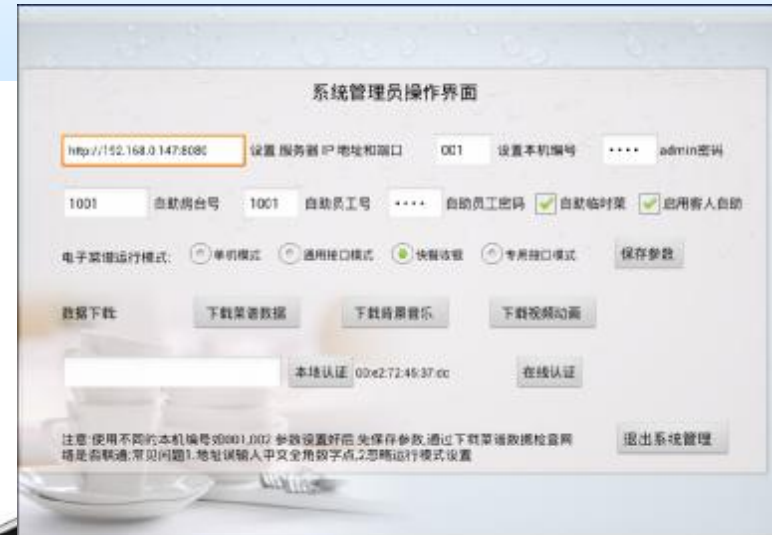 系统管理员操作界面
http://192.168.0.147:8080 设置 服务器 IP 地址和端口 001 设置本机编号 •••• admin密码
1001 自助房台号 1001 自助员工号 •••• 自助员工密码 自助临时菜 启用客人自助
电子菜谱运行模式: 单机模式 通用接口模式 快餐收银 专用接口模式 保存参数
数据下载: 下载菜谱数据 下载背景音乐 下载视频动画
本地认证 00:e2:72:45:37:dc 在线认证
注意:使用不同的本机编号如001,002 参数设置好后,先保存参数,通过下载菜谱数据检查网
络是否联通;常见问题1.地址误输入中文全角数字点,2忽略运行模式设置
退出系统管理